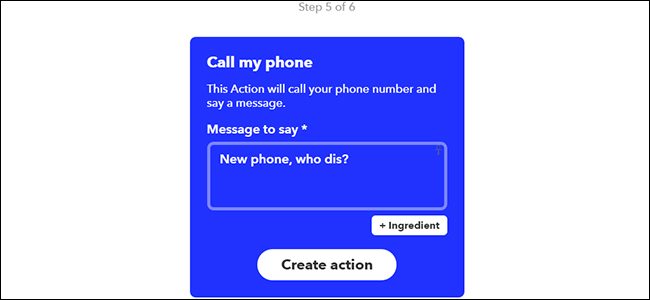 Step 5 of 6
Call my phone
This Action will call your phone number and
say a message.
Message to say *
New phone, who dis?
+ Ingredient
Create action